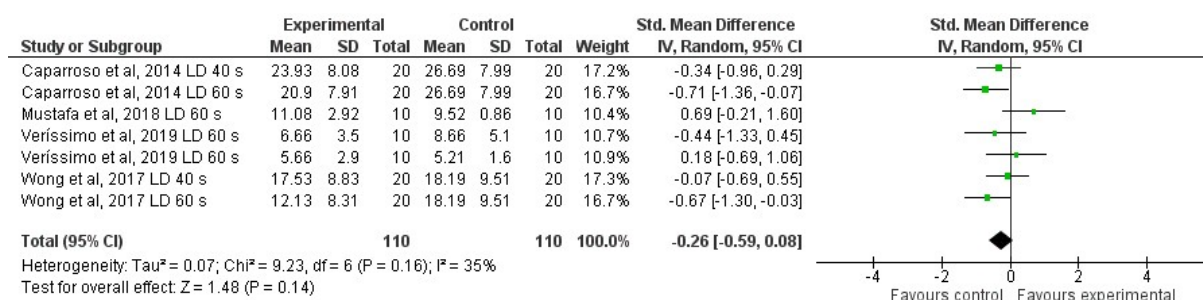 Experimental Control Std. Mean Difference Std. Mean Difference
Study or Subgroup Mean SD Total Mean SD Total Weight IV, Random, 95% CI IV, Random, 95% CI
Caparroso et al, 2014 LD 40 s 23.93 8.08 20 26.69 7.99 20 17.2% -0.34 [-0.96, 0.29]
Caparroso et al, 2014 LD 60 s 20.9 7.91 20 26.69 7.99 20 16.7% -0.71 [-1.36, -0.07]
Mustafa et al, 2018 LD 60 s 11.08 2.92 10 9.52 0.86 10 10.4% 0.69 [-0.21, 1.60]
Veríssimo et al, 2019 LD 60 s 6.66 3.5 10 8.66 5.1 10 10.7% -0.44 [-1.33, 0.45]
Veríssimo et al, 2019 LD 60 s 5.66 2.9 10 5.21 1.6 10 10.9% 0.18 [-0.69, 1.06]
Wong et al, 2017 LD 40 s 17.53 8.83 20 18.19 9.51 20 17.3% -0.07 [-0.69, 0.55]
Wong et al, 2017 LD 60 s 12.13 8.31 20 18.19 9.51 20 16.7% -0.67 [-1.30, -0.03]
Total (95% CI) 110 110 100.0% -0.26 [-0.59, 0.08]
Heterogeneity: Tau² = 0.07; Chi² = 9.23, df = 6 (P = 0.16); I² = 35%
Test for overall effect: Z = 1.48 (P = 0.14)
-4 -2 0 2 4
Favours control Favours experimental